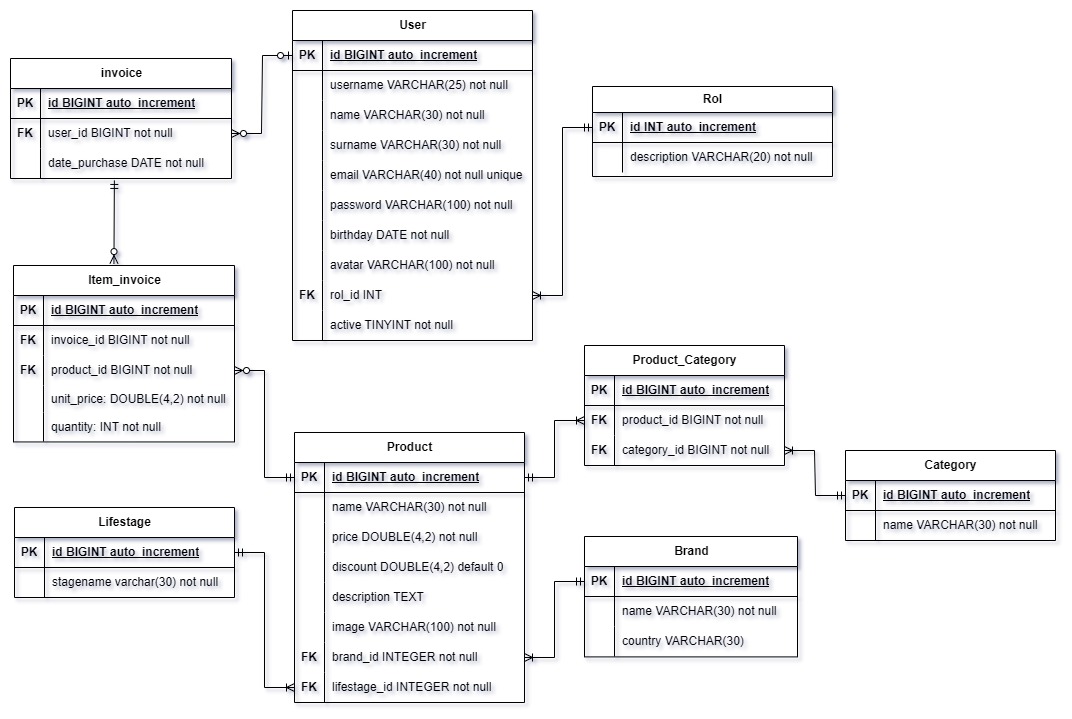 User
PK id BIGINT auto_increment
username VARCHAR(25) not null
name VARCHAR(30) not null
surname VARCHAR(30) not null
email VARCHAR(40) not null unique
password VARCHAR(100) not null
birthday DATE not null
avatar VARCHAR(100) not null
FK rol_id INT
active TINYINT not null
invoice
PK id BIGINT auto_increment
FK user_id BIGINT not null
date_purchase DATE not null
Rol
PK id INT auto_increment
description VARCHAR(20) not null
Item_invoice
PK id BIGINT auto_increment
FK invoice_id BIGINT not null
FK product_id BIGINT not null
unit_price: DOUBLE(4,2) not null
quantity: INT not null
Product_Category
PK id BIGINT auto_increment
FK product_id BIGINT not null
FK category_id BIGINT not null
Product
PK id BIGINT auto_increment
name VARCHAR(30) not null
price DOUBLE(4,2) not null
discount DOUBLE(4,2) default 0
description TEXT
image VARCHAR(100) not null
FK brand_id INTEGER not null
FK lifestage_id INTEGER not null
Category
PK id BIGINT auto_increment
name VARCHAR(30) not null
Lifestage
PK id BIGINT auto_increment
stagename varchar(30) not null
Brand
PK id BIGINT auto_increment
name VARCHAR(30) not null
country VARCHAR(30)